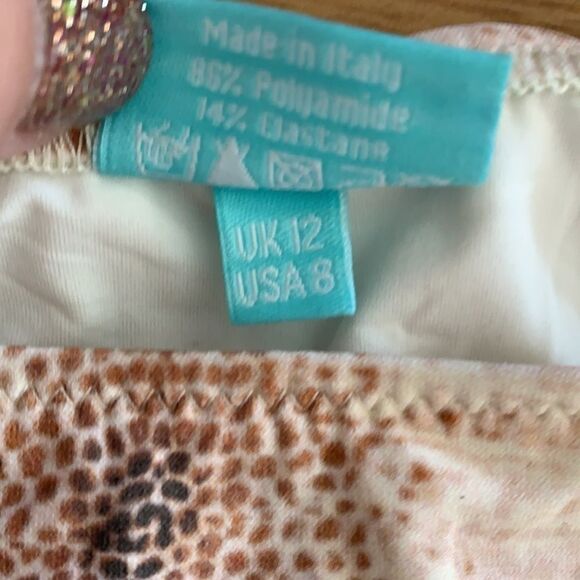 Made in Italy
86% Polyamide
14% Elastane
UK 12
USA 8